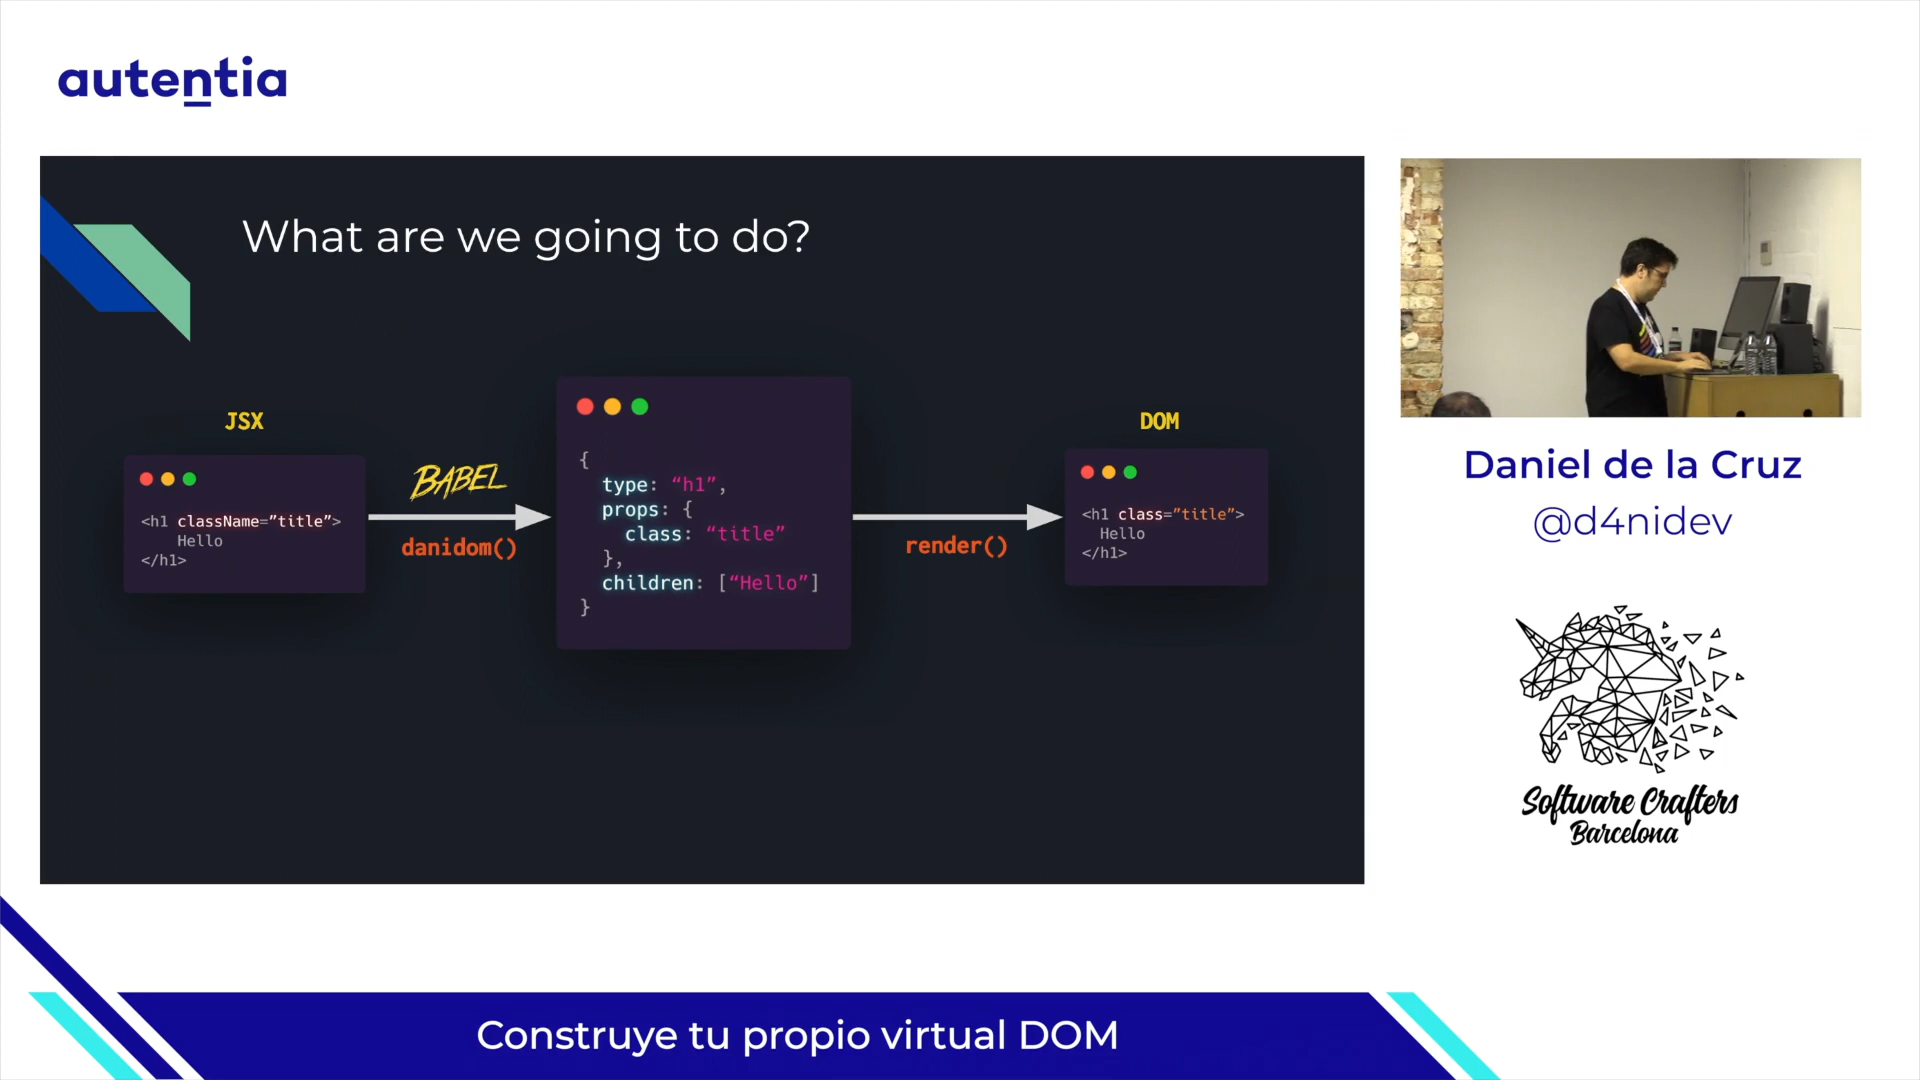 autentia
What are we going to do?
JSX
<h1 className=”title”>
Hello
</h1>
BABEL
danidom()
{
type: “h1”,
props: {
class: “title”
},
children: [“Hello”]
}
render()
DOM
<h1 class=”title”>
Hello
</h1>
Daniel de la Cruz
@d4nidev
Software Crafters
Barcelona
Construye tu propio virtual DOM